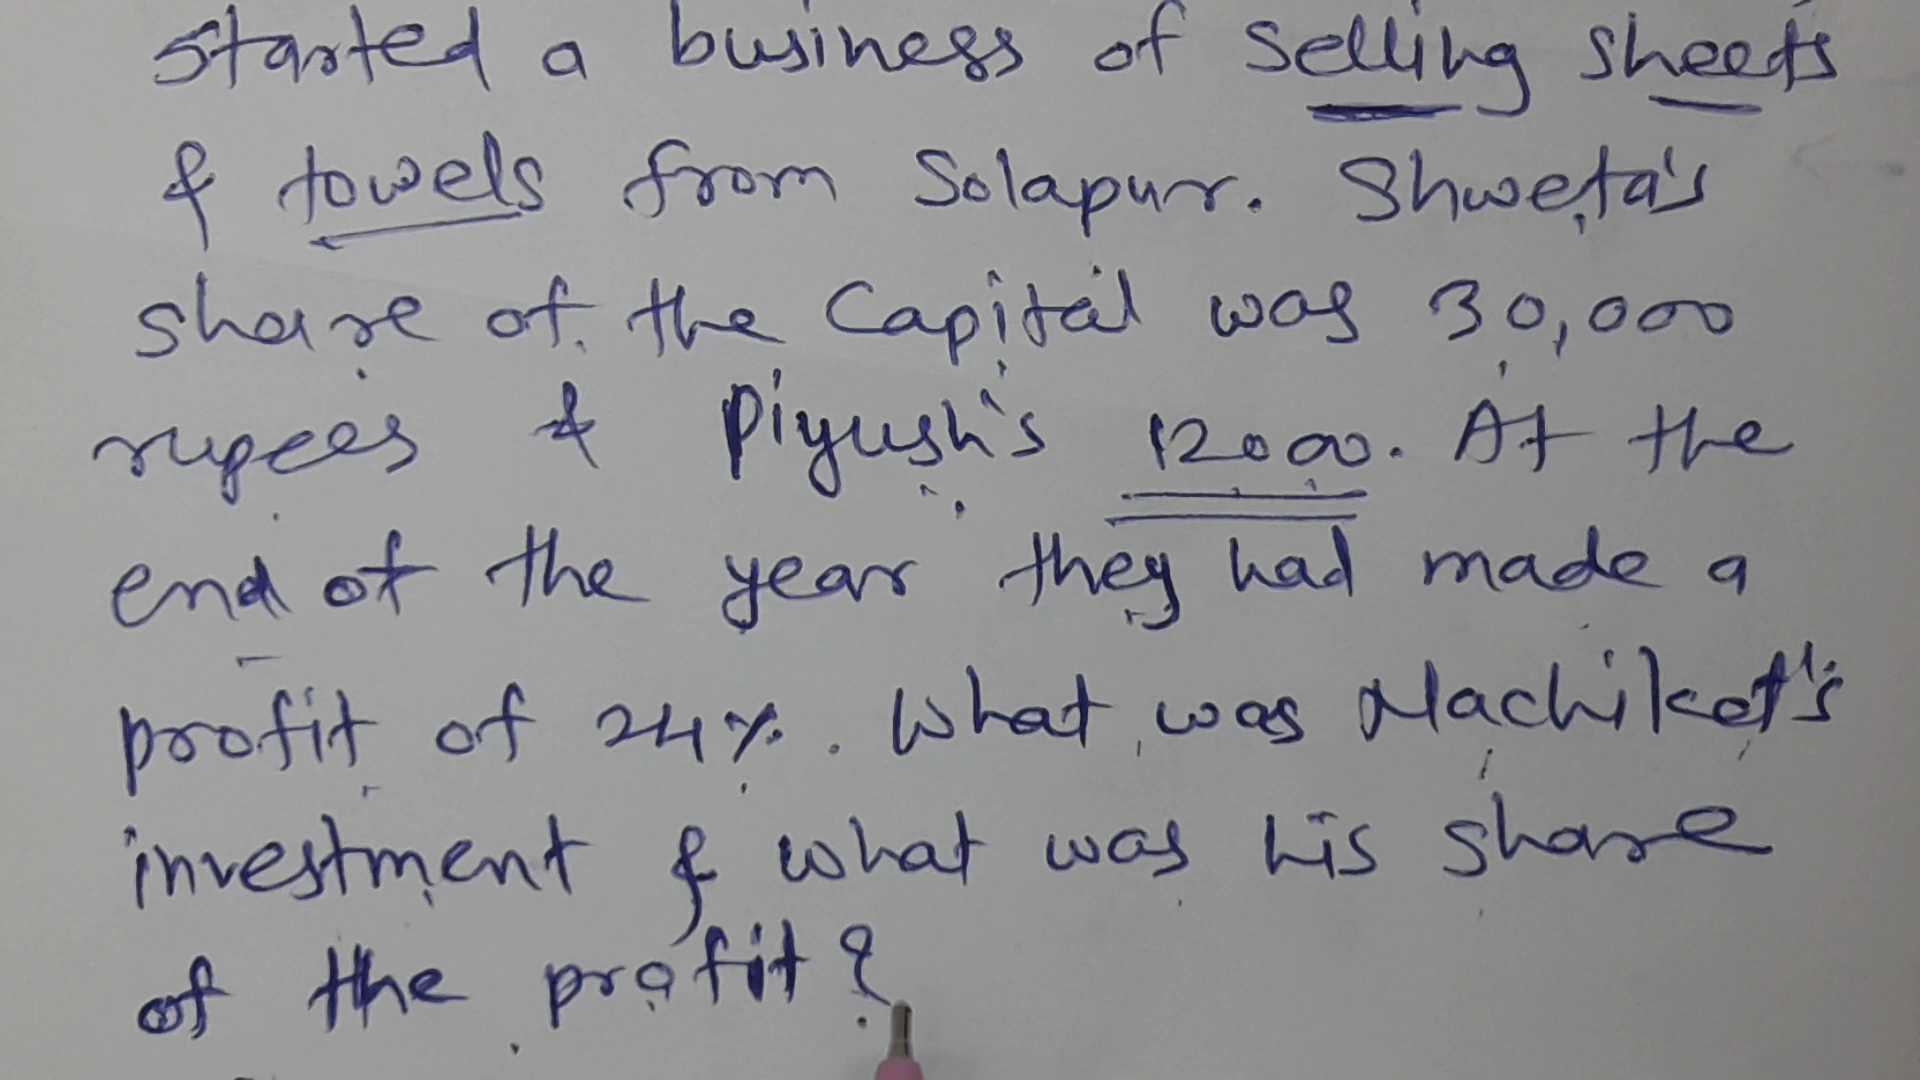 started a business of selling sheets
& towels from Solapur. Shweta's
share of the Capital was 30,000
rupees & Piyush's 12000. At the
end of the year they had made a
profit of 24%. What was Nachiket's
investment & what was his share
of the profit?